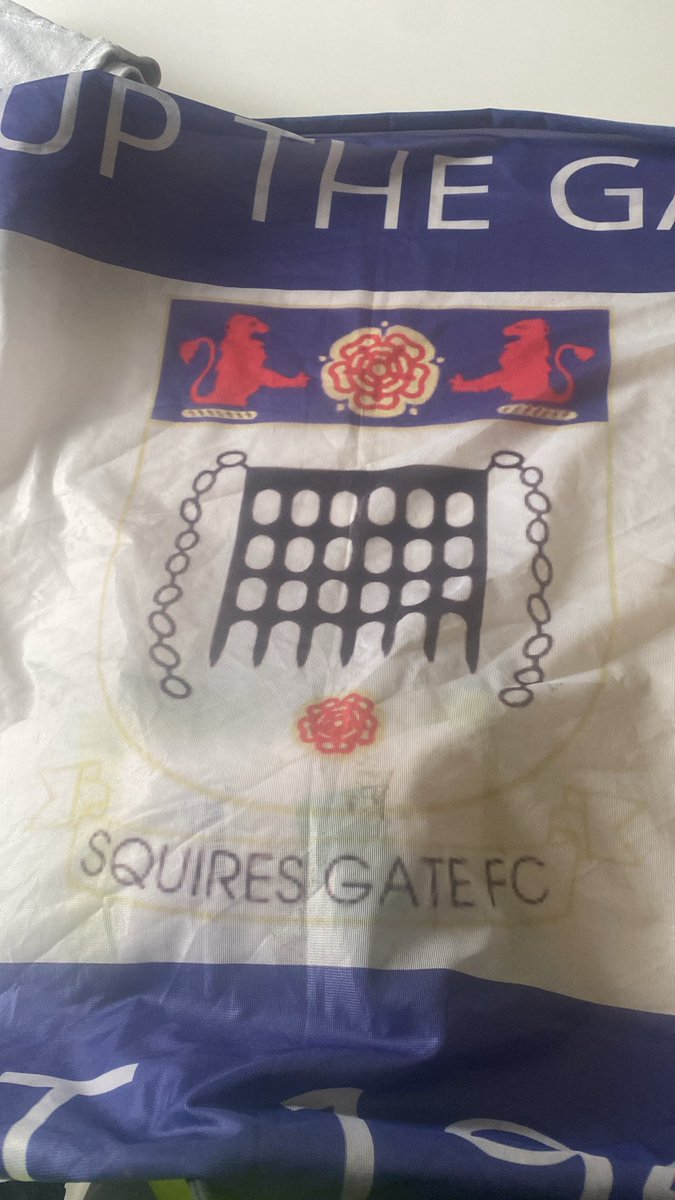 UP THE GA
SQUIRES GATE FC